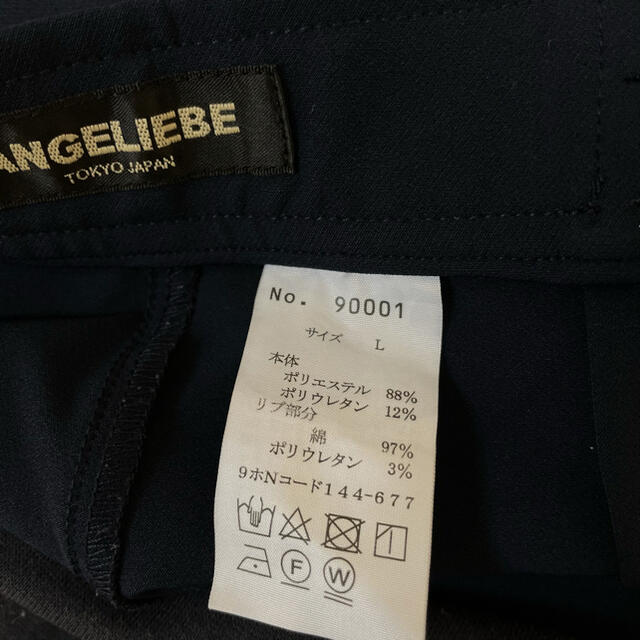 ANGELIEBE
TOKYO JAPAN
No. 90001
サイズ L
本体
ポリエステル 88%
ポリウレタン 12%
リブ部分
綿 97%
ポリウレタン 3%
9ホNコード144-677
F W